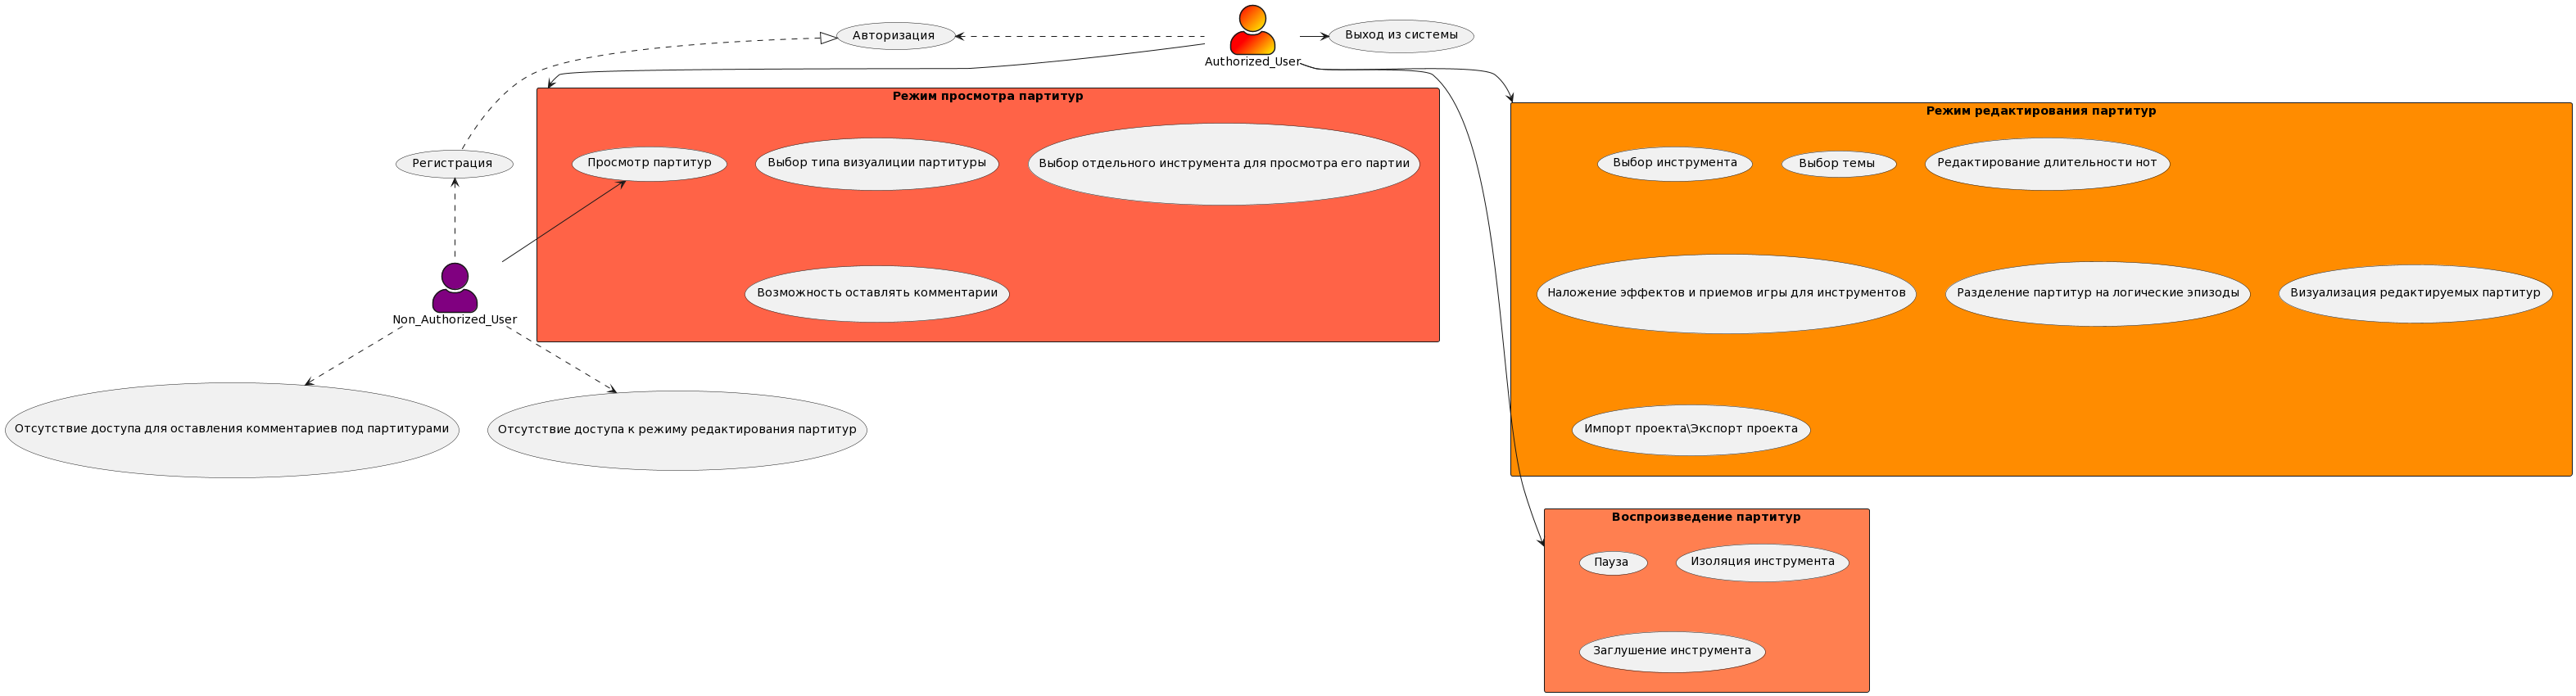 Авторизация
Выход из системы
Authorized_User
Режим просмотра партитур
Режим редактирования партитур
Регистрация
Просмотр партитур
Выбор типа визуалиции партитуры
Выбор отдельного инструмента для просмотра его партии
Выбор инструмента
Выбор темы
Редактирование длительности нот
Возможность оставлять комментарии
Наложение эффектов и приемов игры для инструментов
Разделение партитур на логические эпизоды
Визуализация редактируемых партитур
Non_Authorized_User
Отсутствие доступа для оставления комментариев под партитурами
Отсутствие доступа к режиму редактирования партитур
Импорт проекта\Экспорт проекта
Воспроизведение партитур
Пауза
Изоляция инструмента
Заглушение инструмента